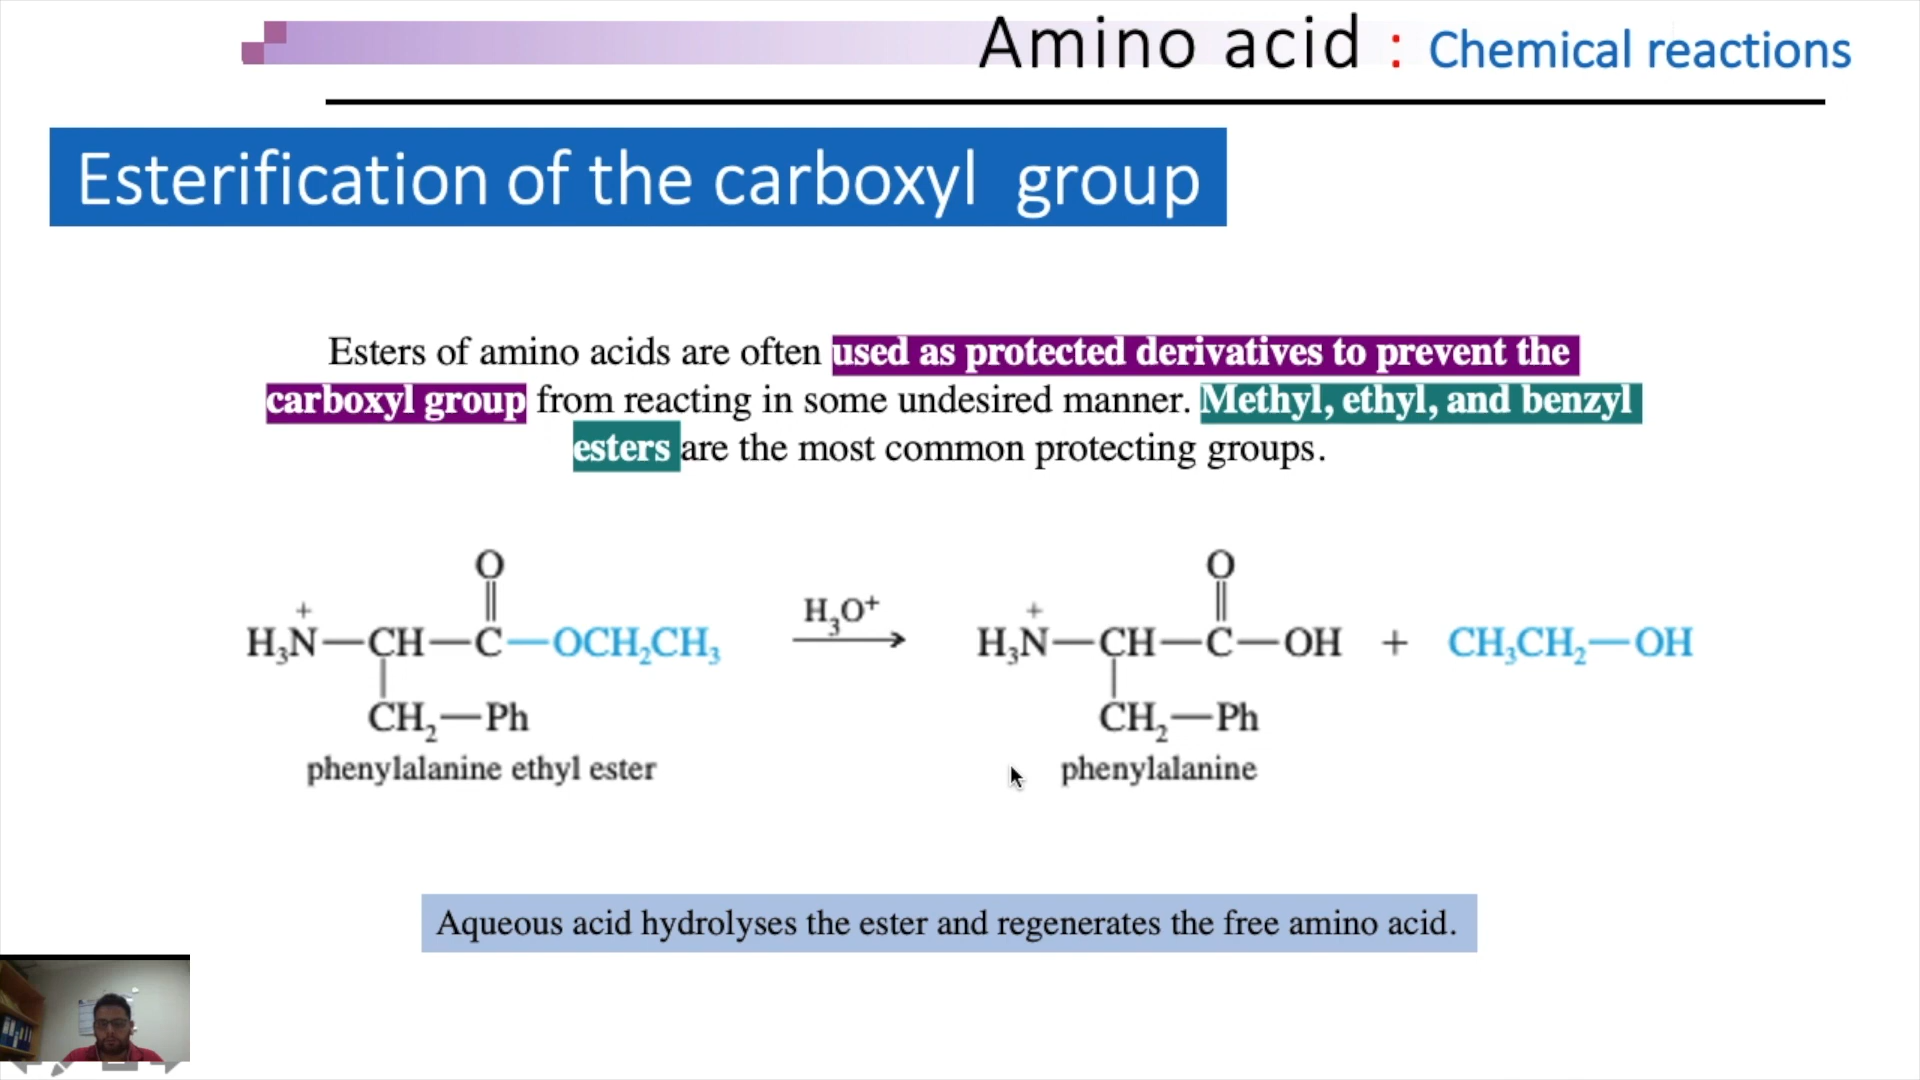 Amino acid : Chemical reactions
Esterification of the carboxyl group
Esters of amino acids are often used as protected derivatives to prevent the
carboxyl group from reacting in some undesired manner. Methyl, ethyl, and benzyl
esters are the most common protecting groups.
O
H₃N⁺—CH—C—OCH₂CH₃
CH₂—Ph
phenylalanine ethyl ester
H₃O⁺
O
H₃N⁺—CH—C—OH + CH₃CH₂—OH
CH₂—Ph
phenylalanine
Aqueous acid hydrolyses the ester and regenerates the free amino acid.